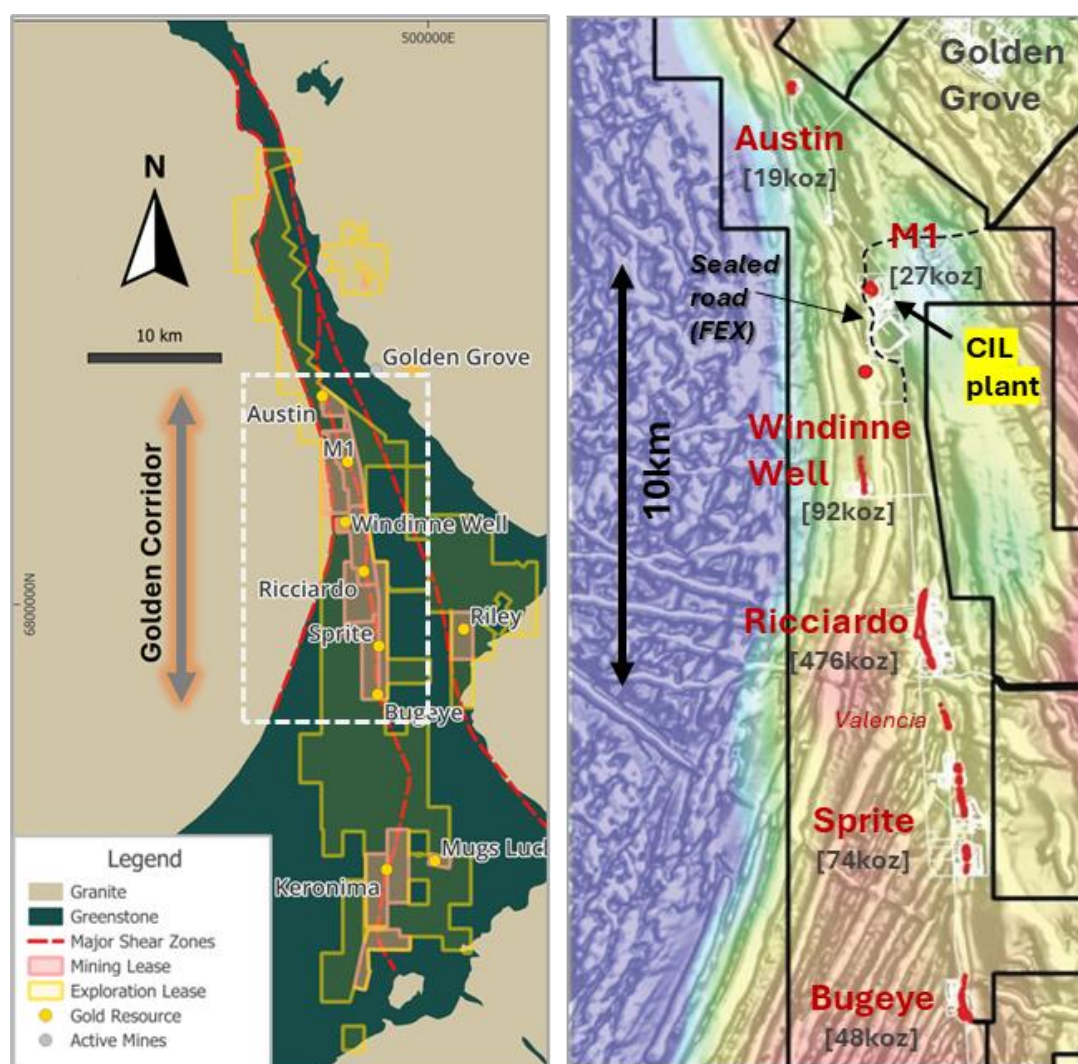 500000E
N
10 km
Golden Grove
Austin
M1
Windinne Well
Ricciardo
Sprite
Riley
Bugeye
Golden Corridor
6800000N
Mugs Lucl
Keronima
Legend
Granite
Greenstone
Major Shear Zones
Mining Lease
Exploration Lease
Gold Resource
Active Mines
Golden
Grove
Austin
[19koz]
M1
[27koz]
Sealed
road
(FEX)
CIL
plant
10km
Windinne
Well
[92koz]
Ricciardo
[476koz]
Valencia
Sprite
[74koz]
Bugeye
[48koz]